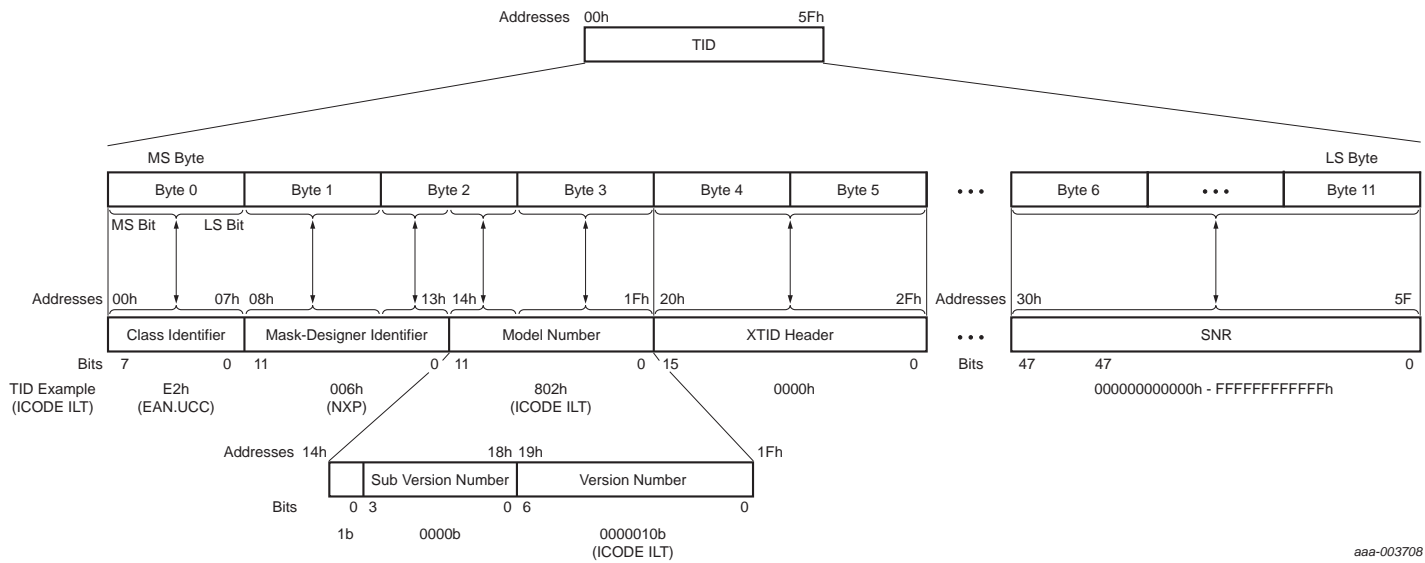 Addresses 00h 5Fh
TID
MS Byte LS Byte
Byte 0 Byte 1 Byte 2 Byte 3 Byte 4 Byte 5 ••• Byte 6 ••• Byte 11
MS Bit LS Bit
Addresses 00h 07h 08h 13h 14h 1Fh 20h 2Fh Addresses 30h 5F
Class Identifier Mask-Designer Identifier Model Number XTID Header ••• SNR
Bits 7 0 11 0 11 0 15 0 Bits 47 47 0
TID Example E2h 006h 802h 0000h 000000000000h - FFFFFFFFFFFFh
(ICODE ILT) (EAN.UCC) (NXP) (ICODE ILT)
Addresses 14h 18h 19h 1Fh
Sub Version Number Version Number
Bits 0 3 0 6 0
1b 0000b 0000010b
(ICODE ILT)
aaa-003708